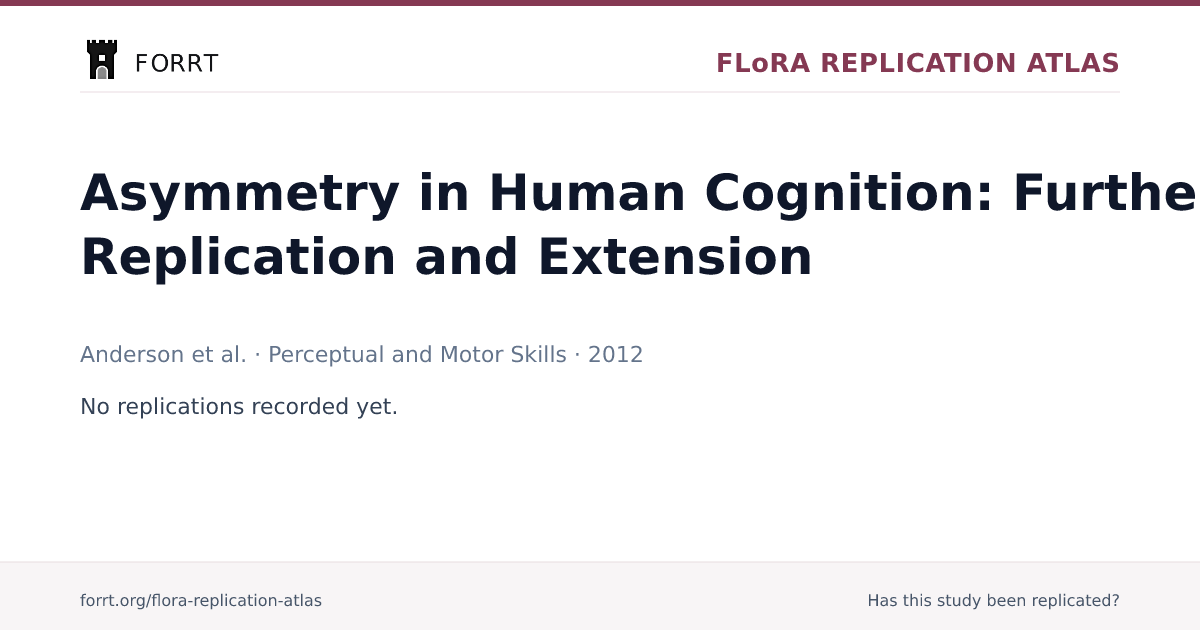 FORRT
FLoRA REPLICATION ATLAS
Asymmetry in Human Cognition: Furthe
Replication and Extension
Anderson et al. · Perceptual and Motor Skills · 2012
No replications recorded yet.
forrt.org/flora-replication-atlas
Has this study been replicated?